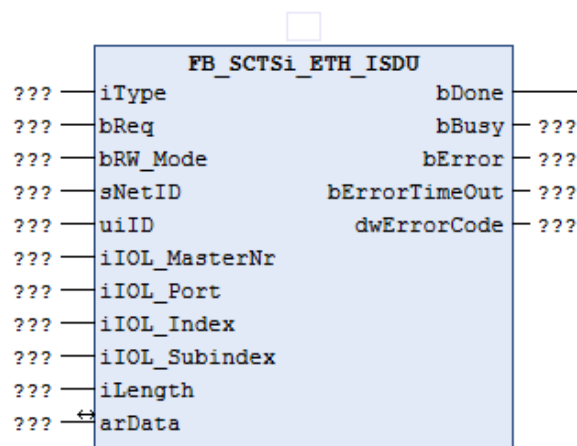 FB_SCTSi_ETH_ISDU
??? iType bDone
??? bReq bBusy ???
??? bRW_Mode bError ???
??? sNetID bErrorTimeOut ???
??? uiID dwErrorCode ???
??? iIOL_MasterNr
??? iIOL_Port
??? iIOL_Index
??? iIOL_Subindex
??? iLength
??? arData